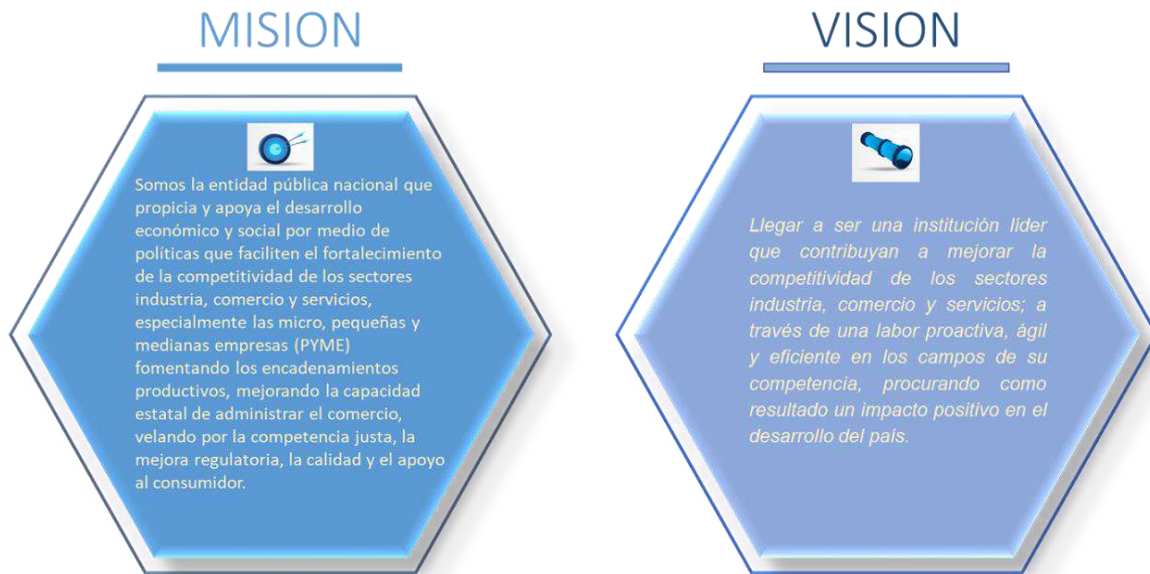 MISION
Somos la entidad pública nacional que
propicia y apoya el desarrollo
económico y social por medio de
políticas que faciliten el fortalecimiento
de la competitividad de los sectores
industria, comercio y servicios,
especialmente las micro, pequeñas y
medianas empresas (PYME)
fomentando los encadenamientos
productivos, mejorando la capacidad
estatal de administrar el comercio,
velando por la competencia justa, la
mejora regulatoria, la calidad y el apoyo
al consumidor.
VISION
Llegar a ser una institución líder
que contribuyan a mejorar la
competitividad de los sectores
industria, comercio y servicios; a
través de una labor proactiva, ágil
y eficiente en los campos de su
competencia, procurando como
resultado un impacto positivo en el
desarrollo del país.